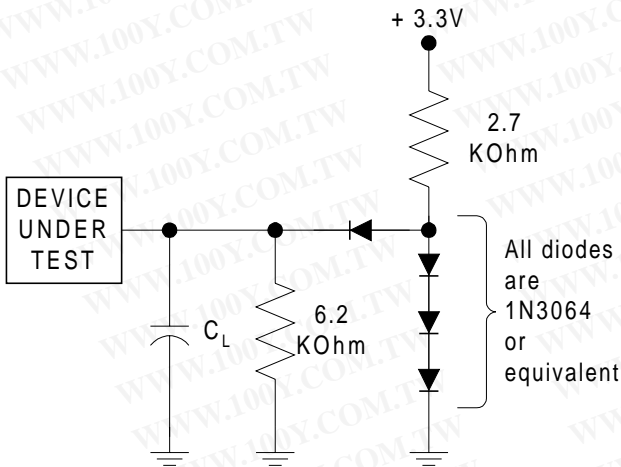 + 3.3V
2.7
KOhm
DEVICE
UNDER
TEST
All diodes
are
1N3064
or
equivalent
C_L
6.2
KOhm
WWW.100Y.COM.TW